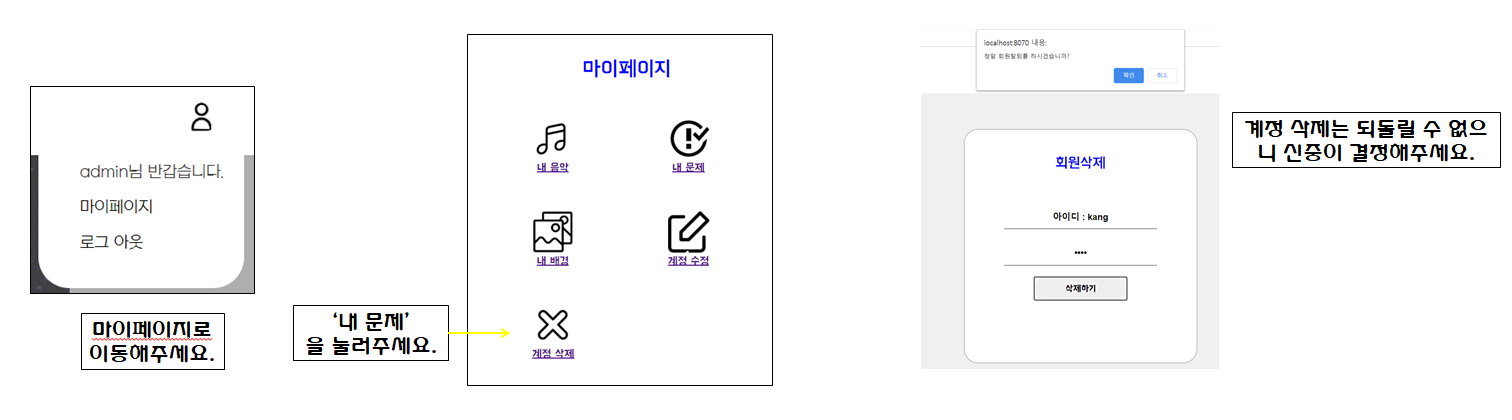 admin님 반갑습니다.
마이페이지
로그 아웃
마이페이지로
이동해주세요.
마이페이지
내 음악
내 문제
내 배경
계정 수정
계정 삭제
‘내 문제’
을 눌러주세요.
localhost:8070 내용:
정말 회원탈퇴를 하시겠습니까?
확인
취소
회원삭제
아이디 : kang
••••
삭제하기
계정 삭제는 되돌릴 수 없으
니 신중이 결정해주세요.